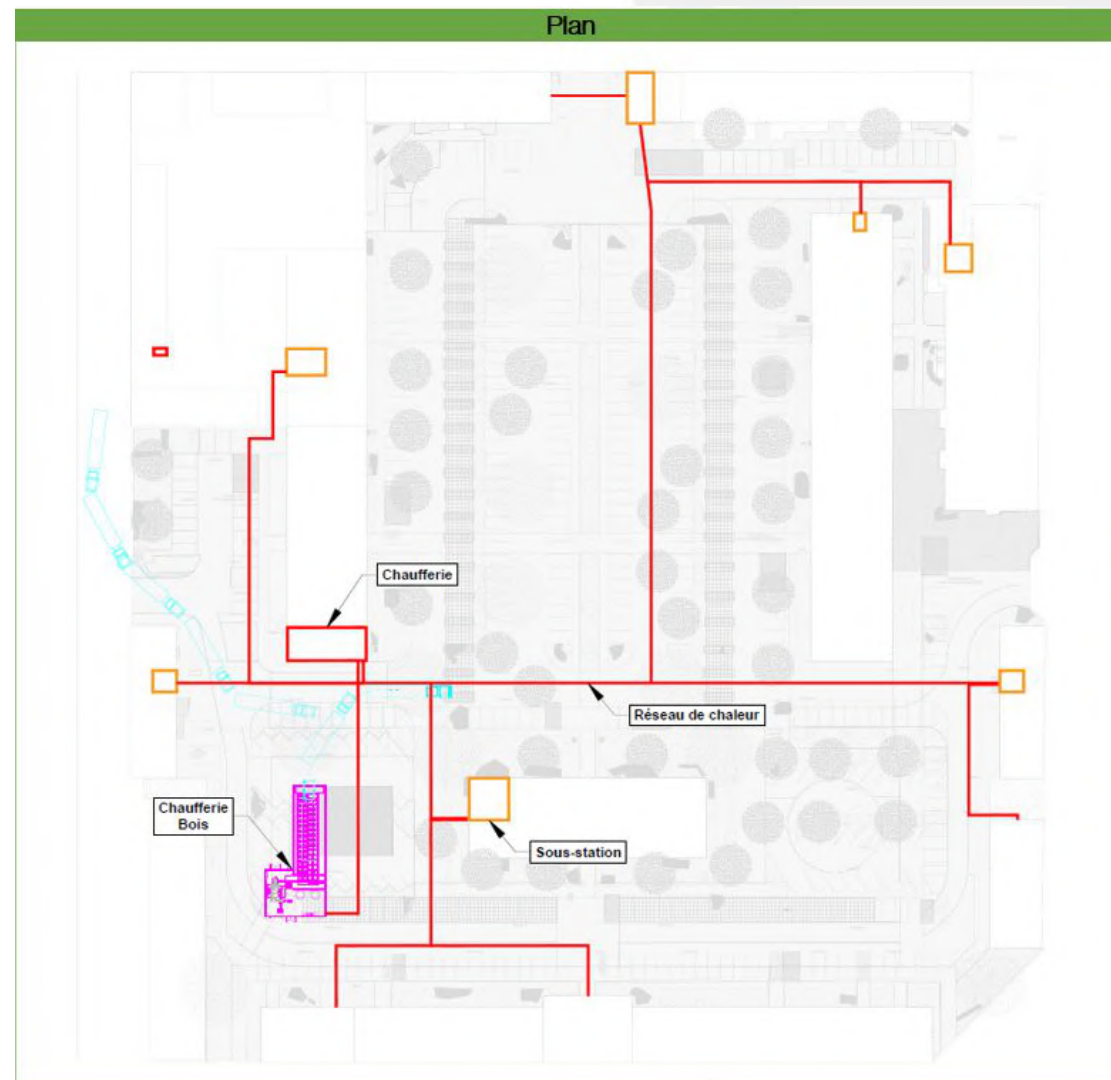 Plan
Chaufferie
Réseau de chaleur
Chaufferie
Bois
Sous-station